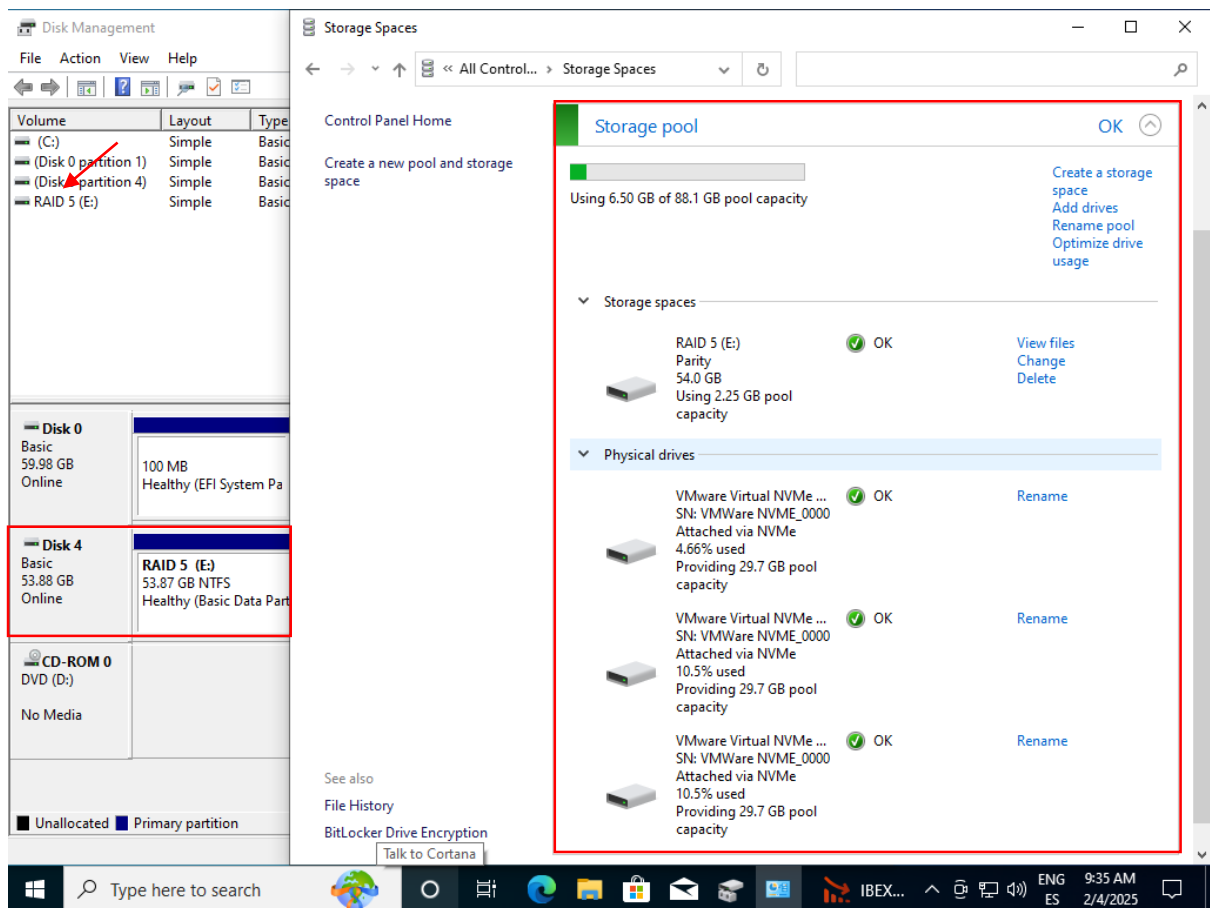 Disk Management
File Action View Help
Volume Layout Type
(C:) Simple Basic
(Disk 0 partition 1) Simple Basic
(Disk partition 4) Simple Basic
RAID 5 (E:) Simple Basic
Disk 0
Basic
59.98 GB
Online
100 MB
Healthy (EFI System Pa
Disk 4
Basic
53.88 GB
Online
RAID 5 (E:)
53.87 GB NTFS
Healthy (Basic Data Part
CD-ROM 0
DVD (D:)
No Media
Unallocated Primary partition
Storage Spaces
« All Control... › Storage Spaces
Control Panel Home
Create a new pool and storage
space
See also
File History
BitLocker Drive Encryption
Talk to Cortana
Storage pool OK
Using 6.50 GB of 88.1 GB pool capacity
Create a storage
space
Add drives
Rename pool
Optimize drive
usage
Storage spaces
RAID 5 (E:) OK View files
Parity Change
54.0 GB Delete
Using 2.25 GB pool
capacity
Physical drives
VMware Virtual NVMe ... OK Rename
SN: VMWare NVME_0000
Attached via NVMe
4.66% used
Providing 29.7 GB pool
capacity
VMware Virtual NVMe ... OK Rename
SN: VMWare NVME_0000
Attached via NVMe
10.5% used
Providing 29.7 GB pool
capacity
VMware Virtual NVMe ... OK Rename
SN: VMWare NVME_0000
Attached via NVMe
10.5% used
Providing 29.7 GB pool
capacity
Type here to search
IBEX...
ENG
ES
9:35 AM
2/4/2025